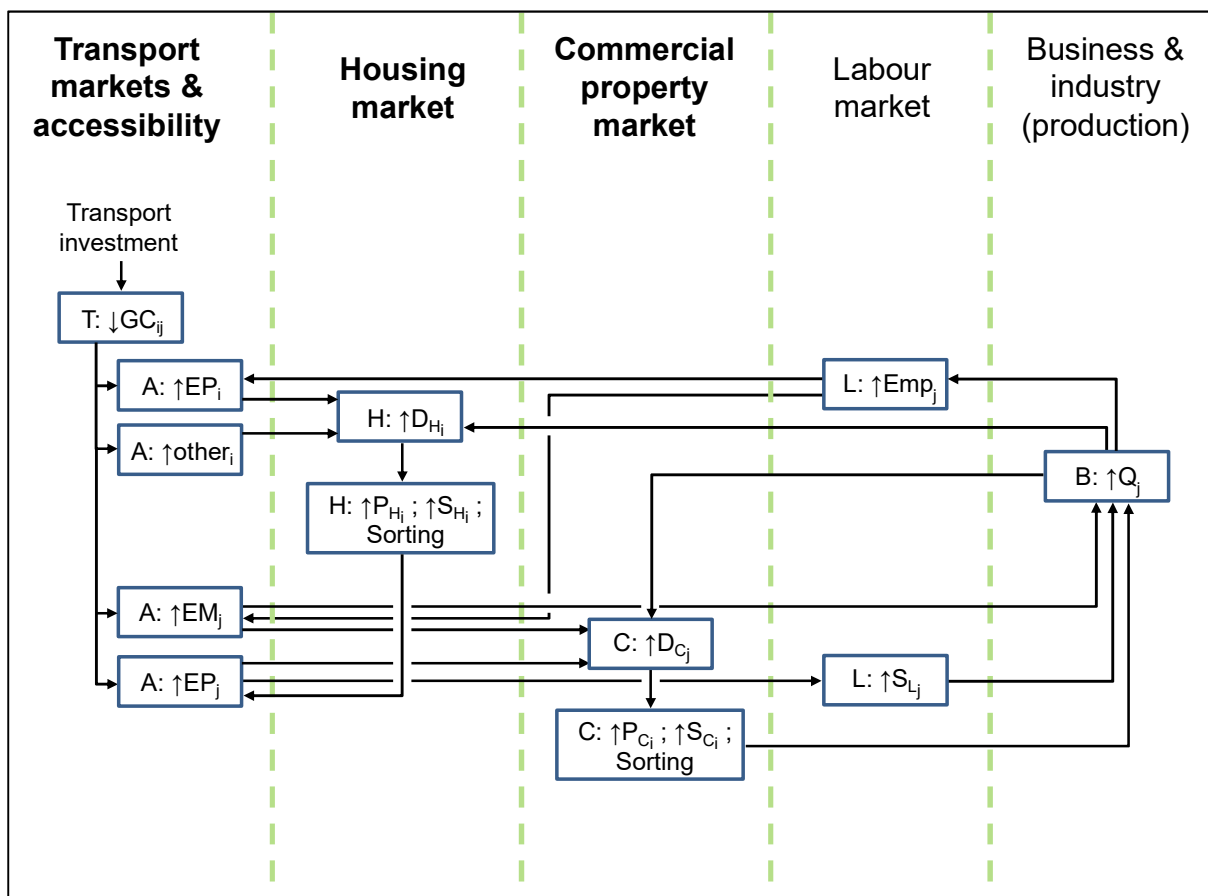 Transport
markets &
accessibility
Housing
market
Commercial
property
market
Labour
market
Business &
industry
(production)
Transport
investment
T: ↓GCij
A: ↑EPi
A: ↑otheri
H: ↑DHi
H: ↑PHi ; ↑SHi ;
Sorting
L: ↑Empj
B: ↑Qj
A: ↑EMj
A: ↑EPj
C: ↑DCj
C: ↑PCi ; ↑SCi ;
Sorting
L: ↑SLj